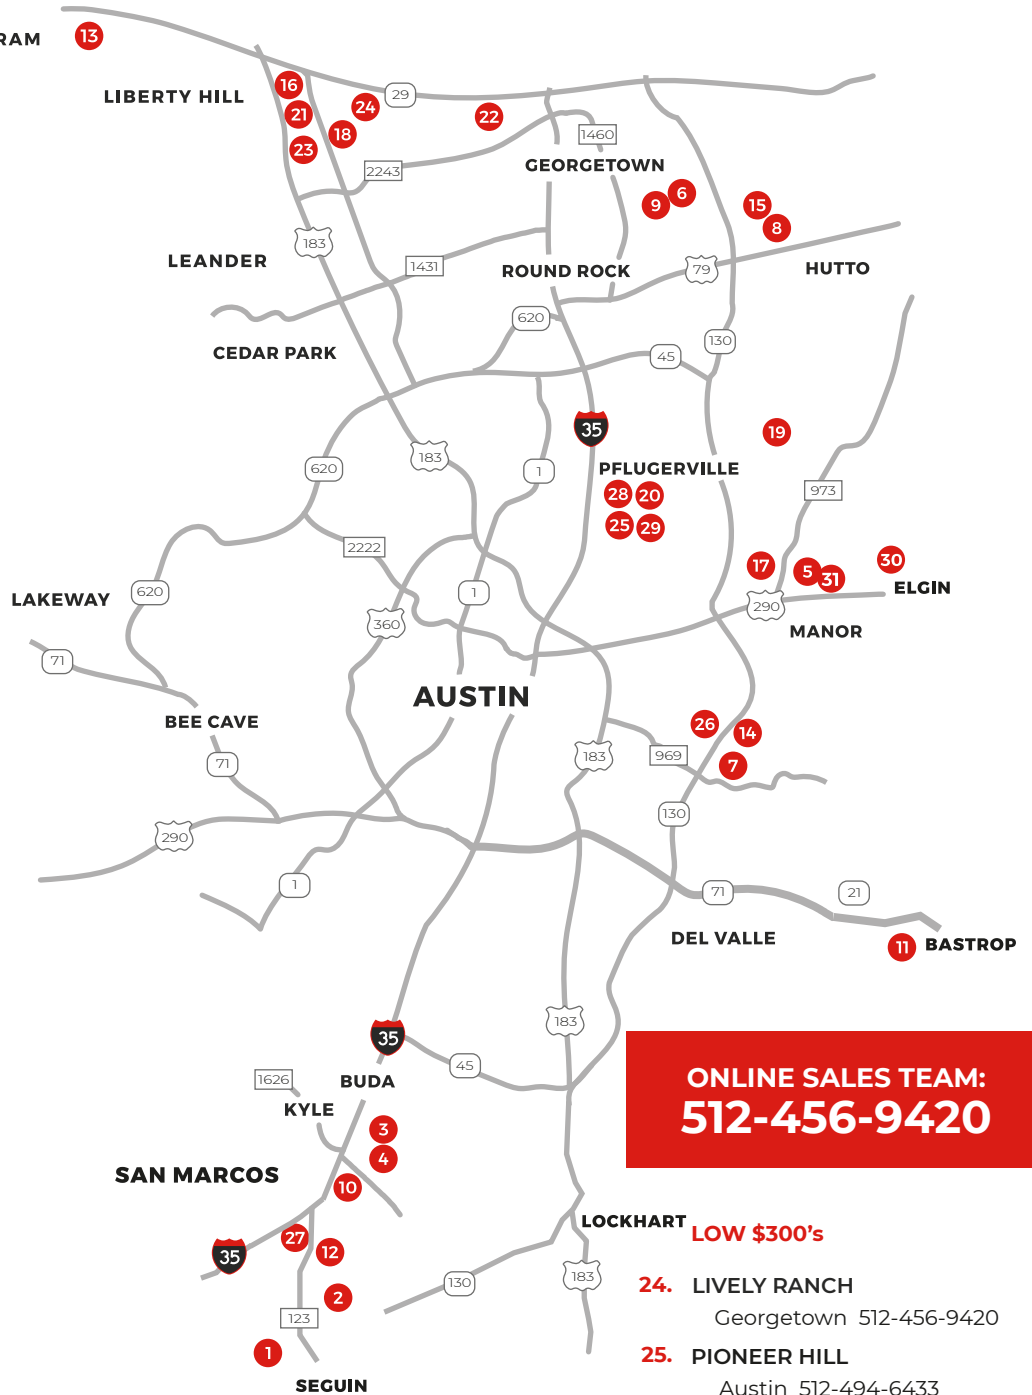 RAM
13
LIBERTY HILL
16
21
23
24
18
29
22
1460
2243
GEORGETOWN
9
6
15
8
183
LEANDER
1431
ROUND ROCK
79
HUTTO
620
CEDAR PARK
45
130
35
19
183
620
1
PFLUGERVILLE
28
20
25
29
973
2222
17
5
31
30
ELGIN
LAKEWAY
620
1
290
MANOR
360
71
AUSTIN
BEE CAVE
26
14
7
183
969
71
130
290
1
71
21
DEL VALLE
11
BASTROP
183
35
45
1626
BUDA
KYLE
3
4
SAN MARCOS
10
27
12
35
2
123
1
SEGUIN
130
LOCKHART
183
ONLINE SALES TEAM:
512-456-9420
LOW $300's
24. LIVELY RANCH
Georgetown 512-456-9420
25. PIONEER HILL
Austin 512-494-6433